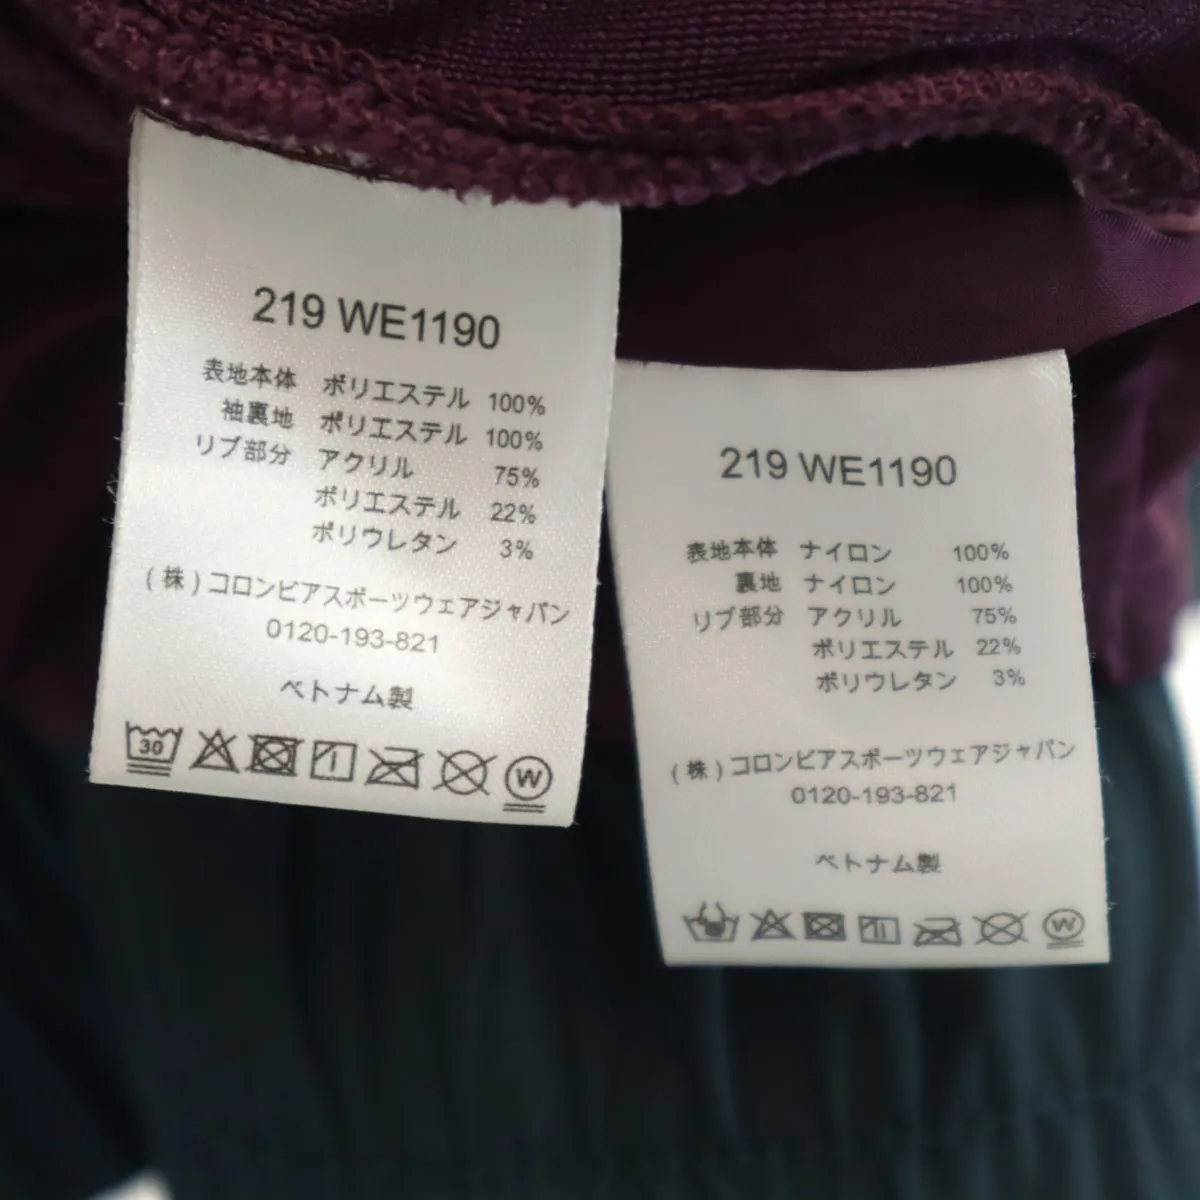 219 WE1190
表地本体 ポリエステル 100%
袖裏地 ポリエステル 100%
リブ部分 アクリル 75%
ポリエステル 22%
ポリウレタン 3%
(株)コロンビアスポーツウェアジャパン
0120-193-821
ベトナム製
30
W
219 WE1190
表地本体 ナイロン 100%
裏地 ナイロン 100%
リブ部分 アクリル 75%
ポリエステル 22%
ポリウレタン 3%
(株)コロンビアスポーツウェアジャパン
0120-193-821
ベトナム製
W